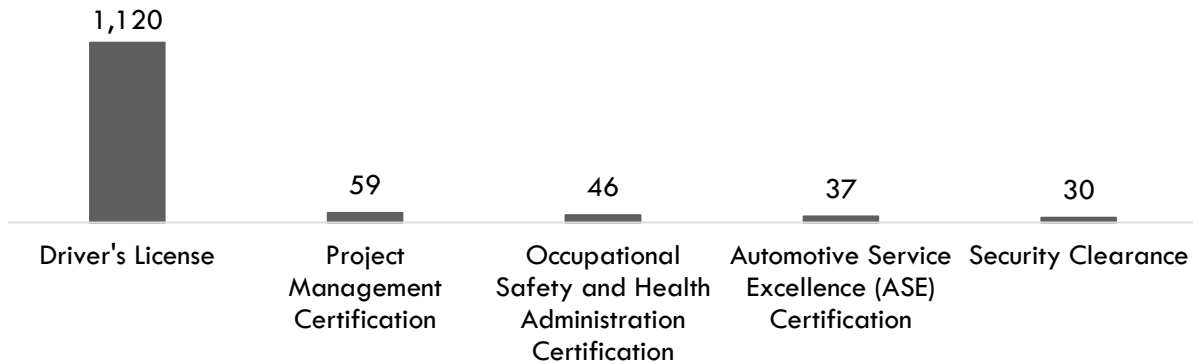 1,120
59
46
37
30
Driver's License
Project
Management
Certification
Occupational
Safety and Health
Administration
Certification
Automotive Service
Excellence (ASE)
Certification
Security Clearance